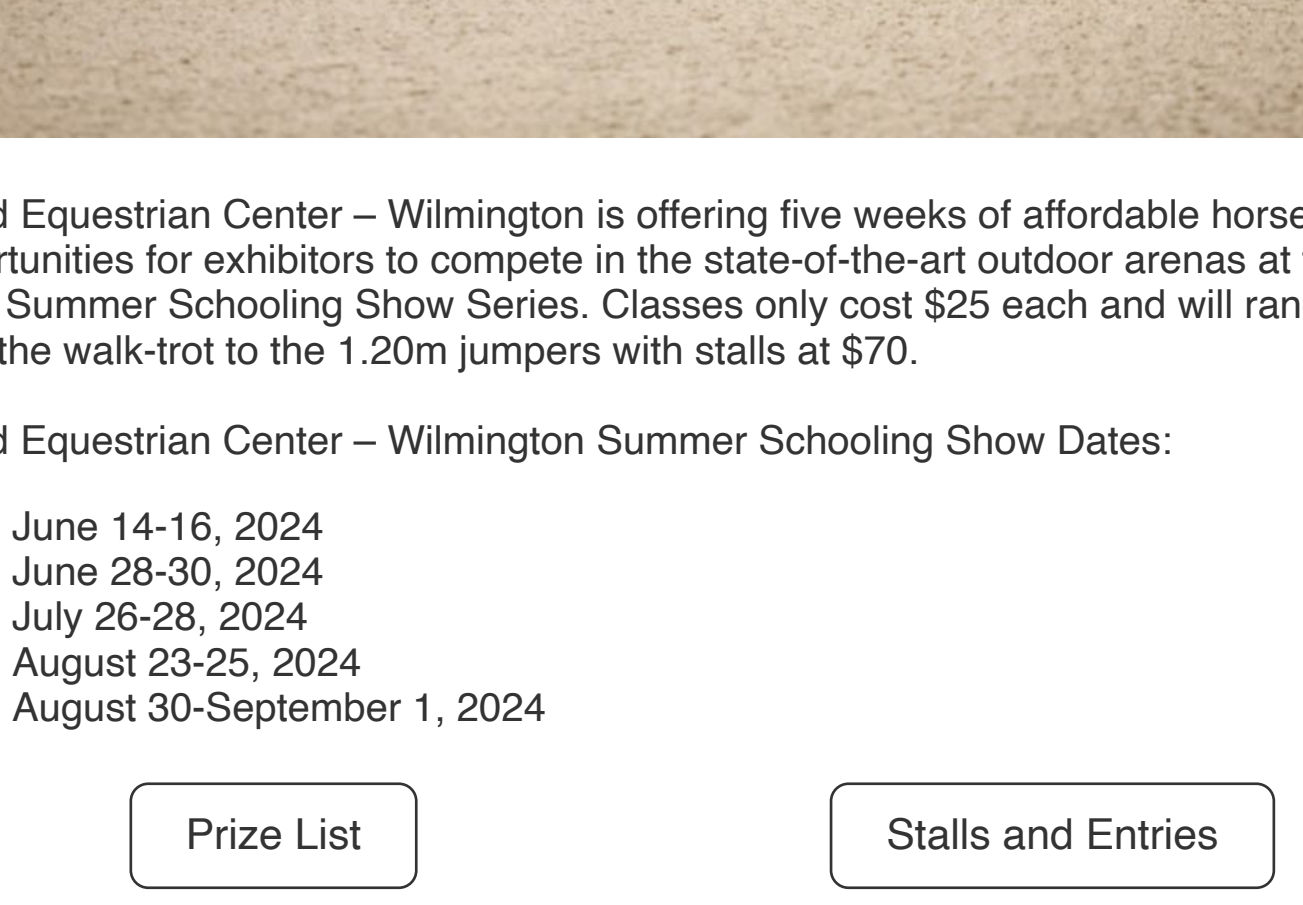 Equestrian Center – Wilmington is offering five weeks of affordable horse
for exhibitors to compete in the state-of-the-art outdoor arenas at
Summer Schooling Show Series. Classes only cost $25 each and will
the walk-trot to the 1.20m jumpers with stalls at $70.
Equestrian Center – Wilmington Summer Schooling Show Dates:
June 14-16, 2024
June 28-30, 2024
July 26-28, 2024
August 23-25, 2024
August 30-September 1, 2024
Prize List
Stalls and Entries